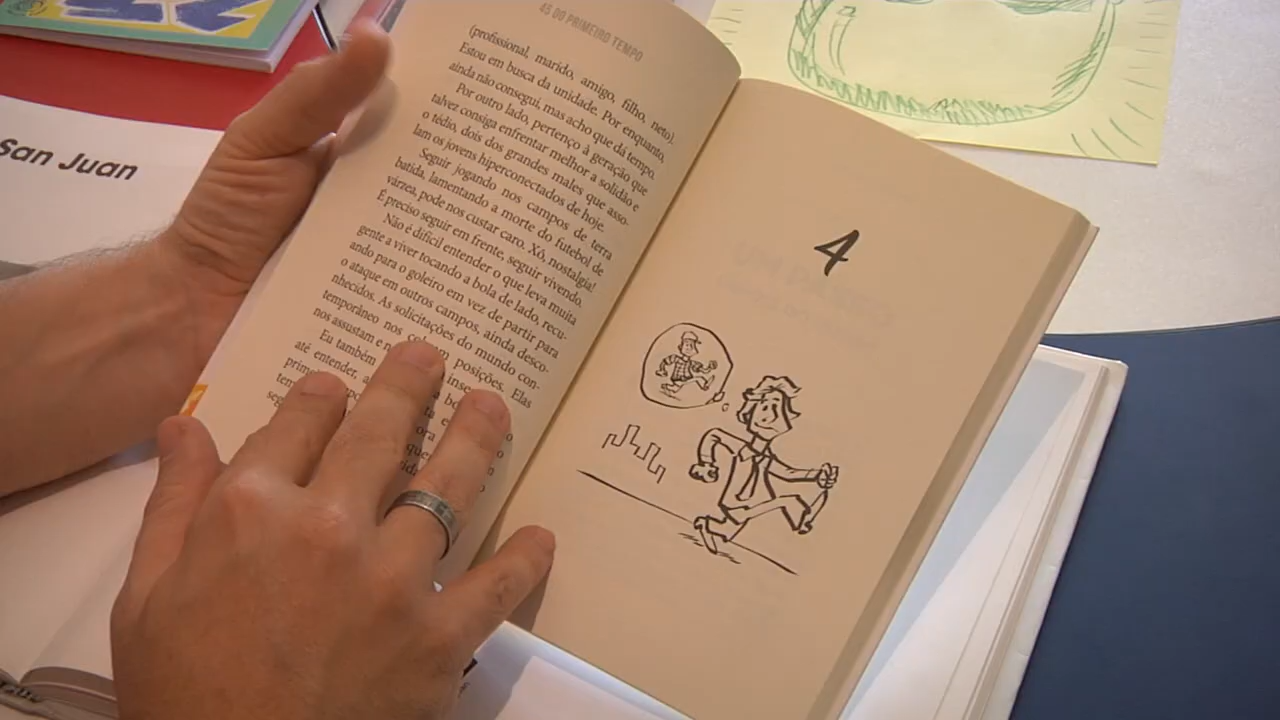 San Juan
45 DO PRIMEIRO TEMPO
(profissional, marido, amigo, filho, neto).
Estou em busca da unidade. Por enquanto,
ainda não consegui, mas acho que dá tempo.
Por outro lado, pertenço à geração que
talvez consiga enfrentar melhor a solidão e
o tédio, dois dos grandes males que asso-
lam os jovens hiperconectados de hoje.
Seguir jogando nos campos de terra
batida, lamentando a morte do futebol de
várzea, pode nos custar caro. Xô, nostalgia!
É preciso seguir em frente, seguir vivendo.
Não é difícil entender o que leva muita
gente a viver tocando a bola de lado, recu-
ando para o goleiro em vez de partir para
o ataque em outros campos, ainda desco-
nhecidos. As solicitações do mundo con-
temporâneo nos posições. Elas
nos assustam e
Eu também
até entender,
4